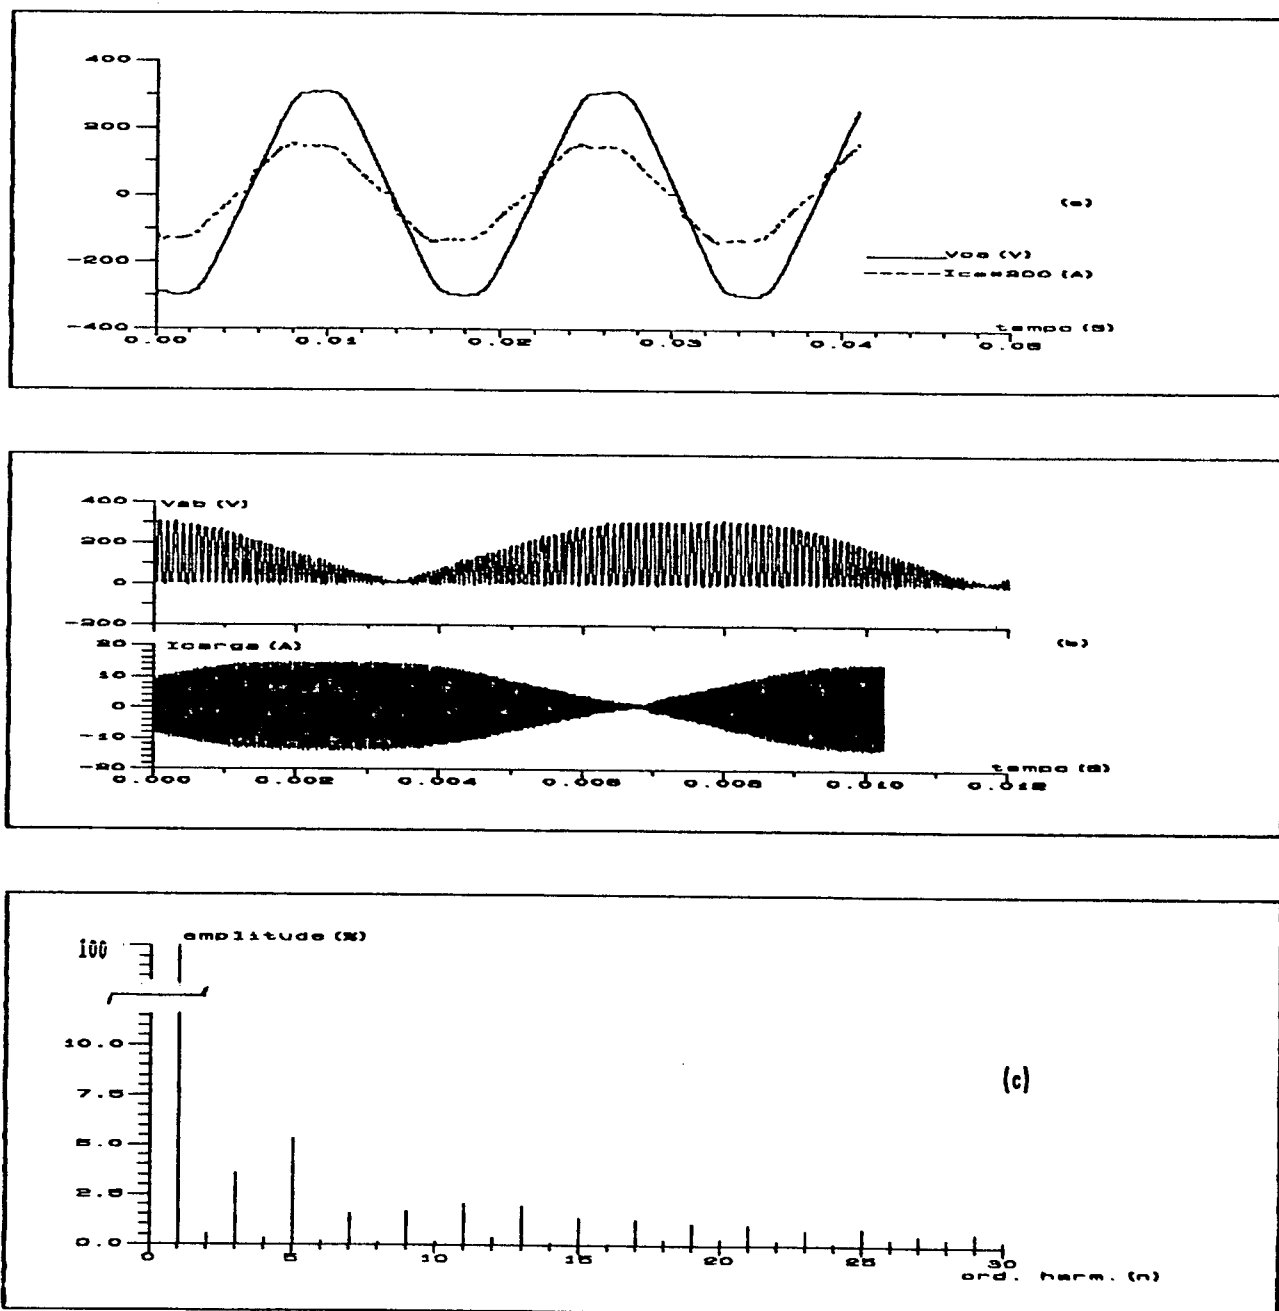 400
200
0
-200
-400
0.00 0.01 0.02 0.03 0.04 0.05
tempo (S)
(a)
Vca (V)
Ica*200 (A)
Vab (V)
400
200
0
-200
Icarga (A)
20
10
0
-10
-20
0.000 0.002 0.004 0.006 0.008 0.010 0.012
tempo (S)
(b)
amplitude (%)
100
10.0
7.5
5.0
2.5
0.0
0 5 10 15 20 25 30
ord. harm. (n)
(c)